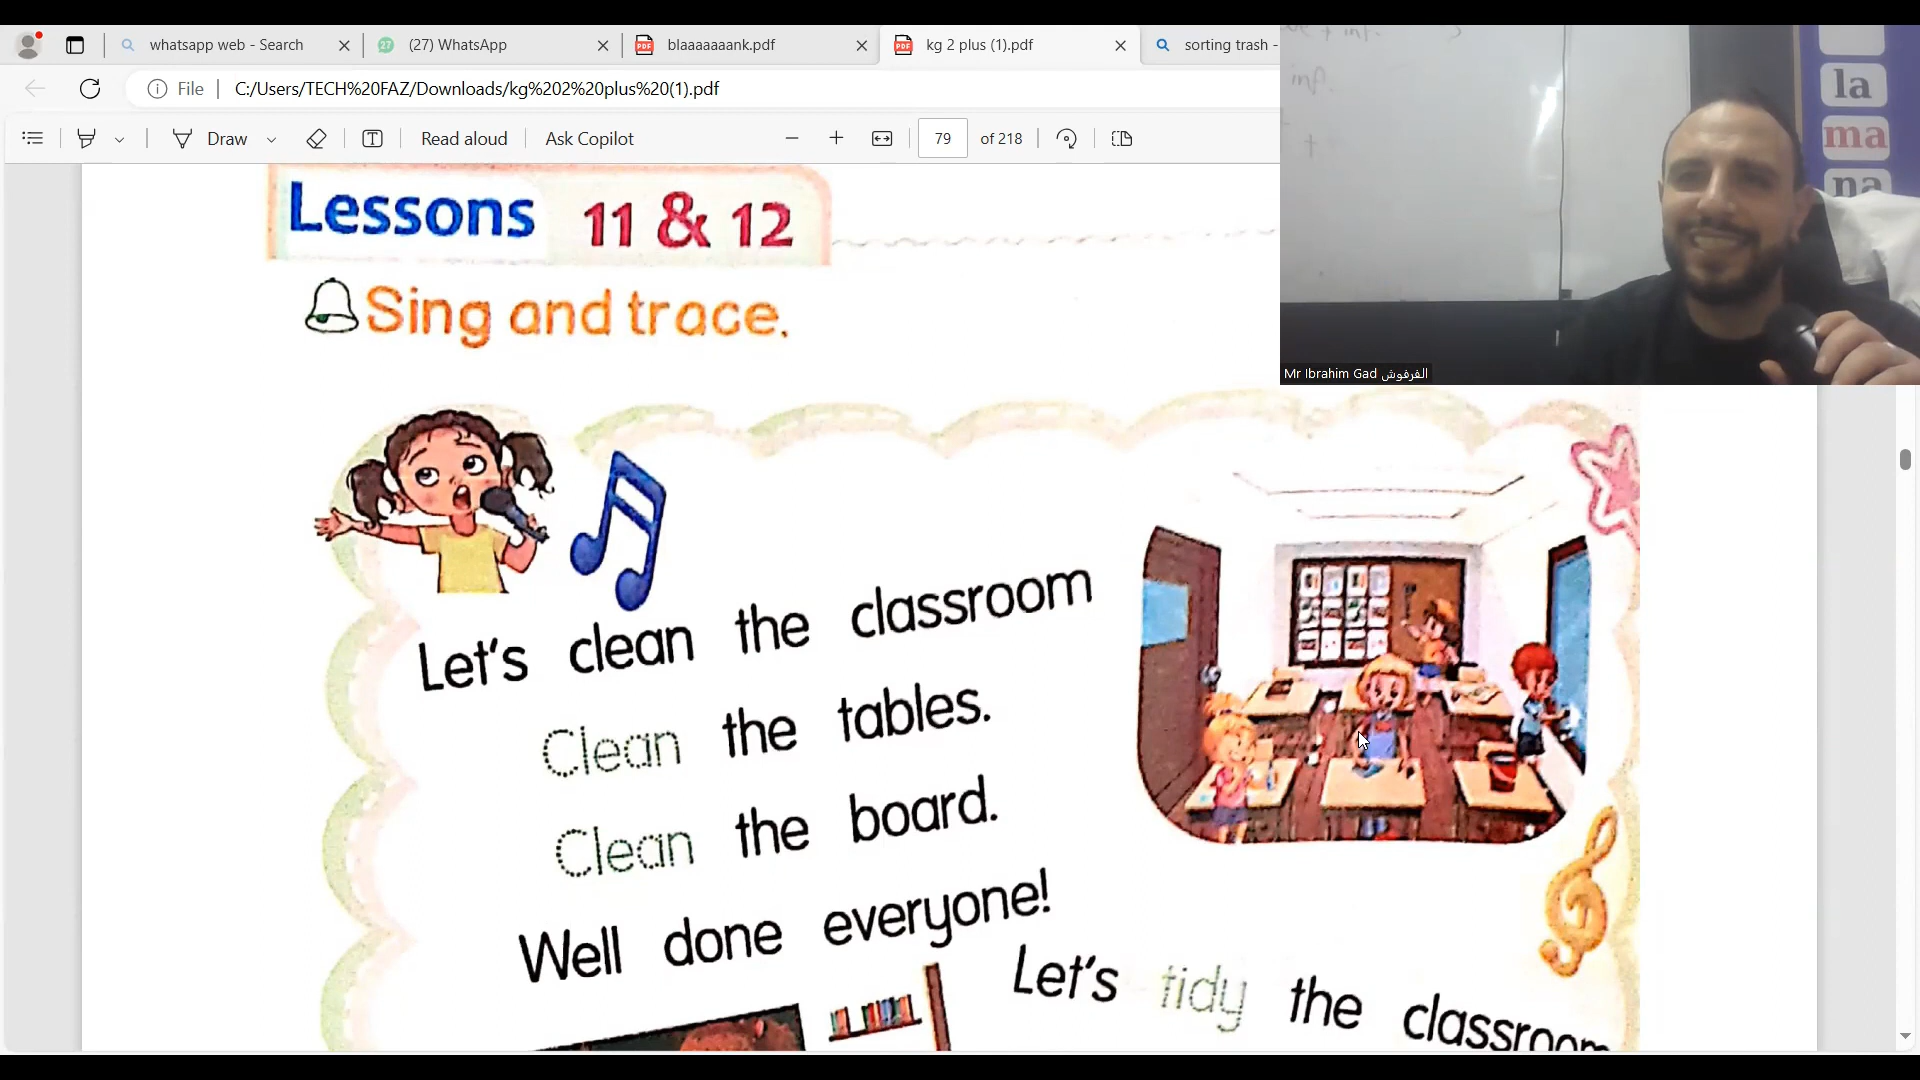 whatsapp web - Search
(27) WhatsApp
blaaaaaaank.pdf
kg 2 plus (1).pdf
sorting trash -
File
C:/Users/TECH%20FAZ/Downloads/kg%202%20plus%20(1).pdf
Draw
Read aloud
Ask Copilot
79 of 218
la
ma
na
Mr Ibrahim Gad الفرفوش
Lessons 11 & 12
Sing and trace.
Let's clean the classroom
Clean the tables.
Clean the board.
Well done everyone!
Let's tidy the classroom